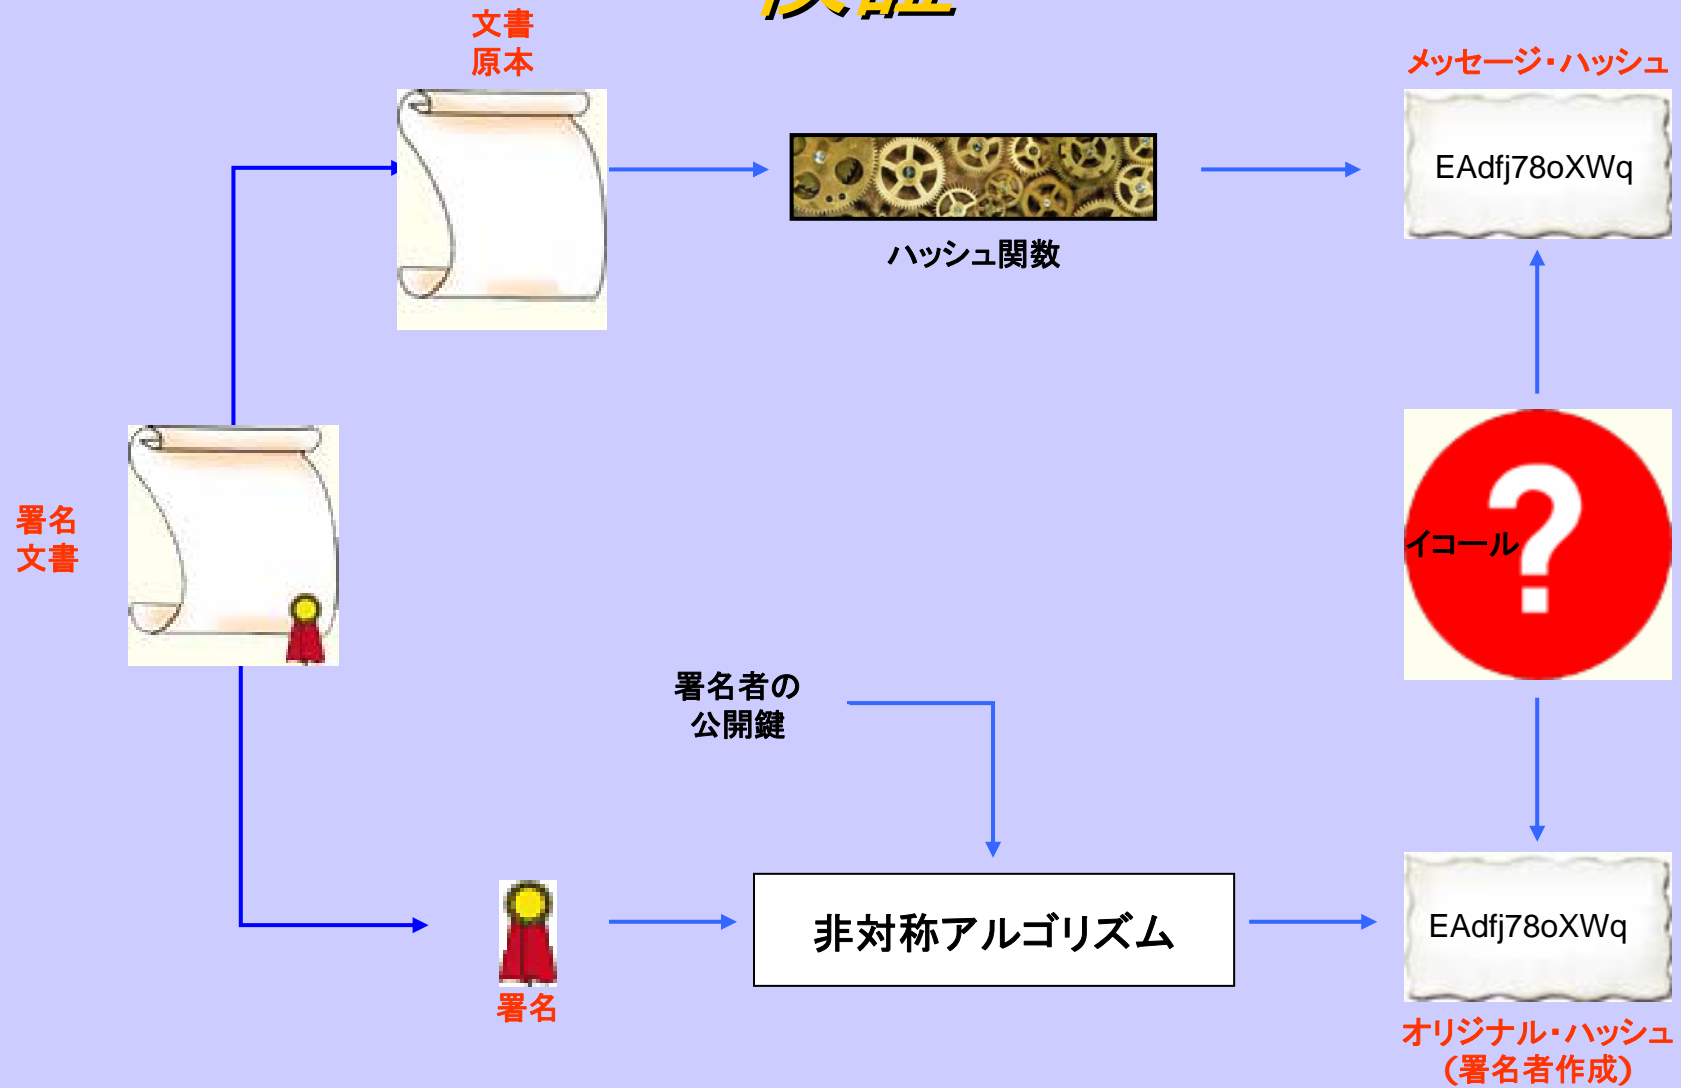 検証
文書
原本
メッセージ・ハッシュ
EAdfj78oXWq
ハッシュ関数
署名
文書
イコール
署名者の
公開鍵
非対称アルゴリズム
EAdfj78oXWq
署名
オリジナル・ハッシュ
(署名者作成)